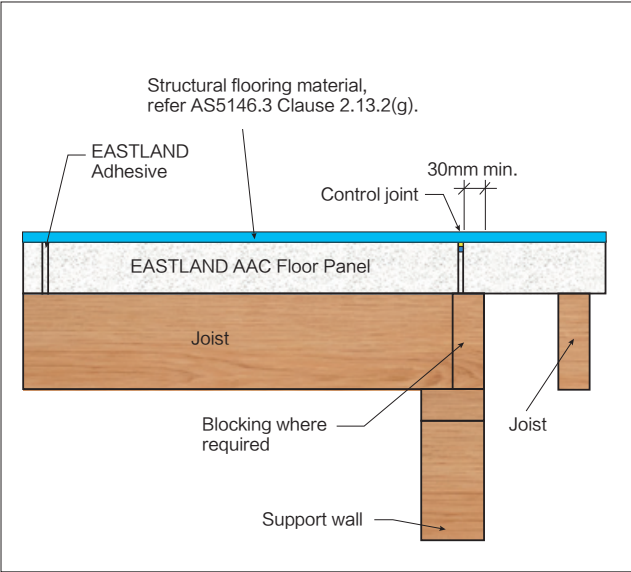 Structural flooring material,
refer AS5146.3 Clause 2.13.2(g).
EASTLAND
Adhesive
30mm min.
Control joint
EASTLAND AAC Floor Panel
Joist
Blocking where
required
Joist
Support wall